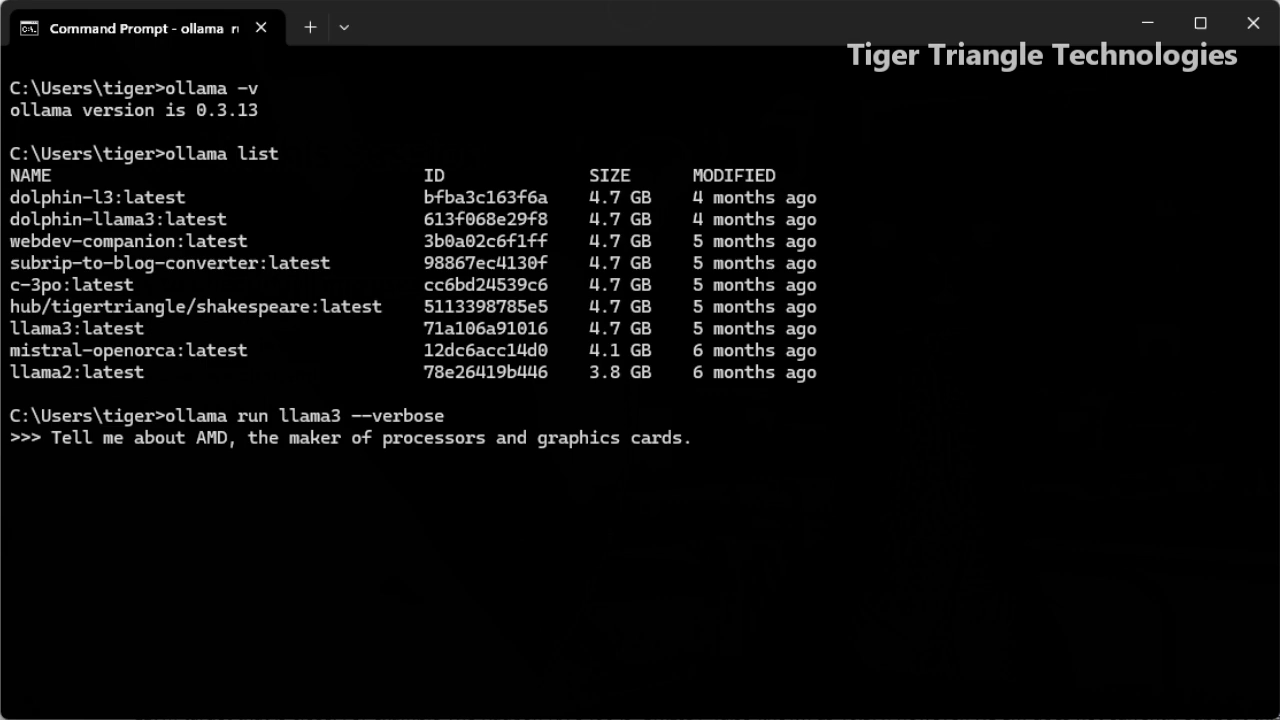 Command Prompt - ollama r
Tiger Triangle Technologies
C:\Users\tiger>ollama -v
ollama version is 0.3.13
C:\Users\tiger>ollama list
NAME ID SIZE MODIFIED
dolphin-l3:latest bfba3c163f6a 4.7 GB 4 months ago
dolphin-llama3:latest 613f068e29f8 4.7 GB 4 months ago
webdev-companion:latest 3b0a02c6f1ff 4.7 GB 5 months ago
subrip-to-blog-converter:latest 98867ec4130f 4.7 GB 5 months ago
c-3po:latest cc6bd24539c6 4.7 GB 5 months ago
hub/tigertriangle/shakespeare:latest 5113398785e5 4.7 GB 5 months ago
llama3:latest 71a106a91016 4.7 GB 5 months ago
mistral-openorca:latest 12dc6acc14d0 4.1 GB 6 months ago
llama2:latest 78e26419b446 3.8 GB 6 months ago
C:\Users\tiger>ollama run llama3 --verbose
>>> Tell me about AMD, the maker of processors and graphics cards.